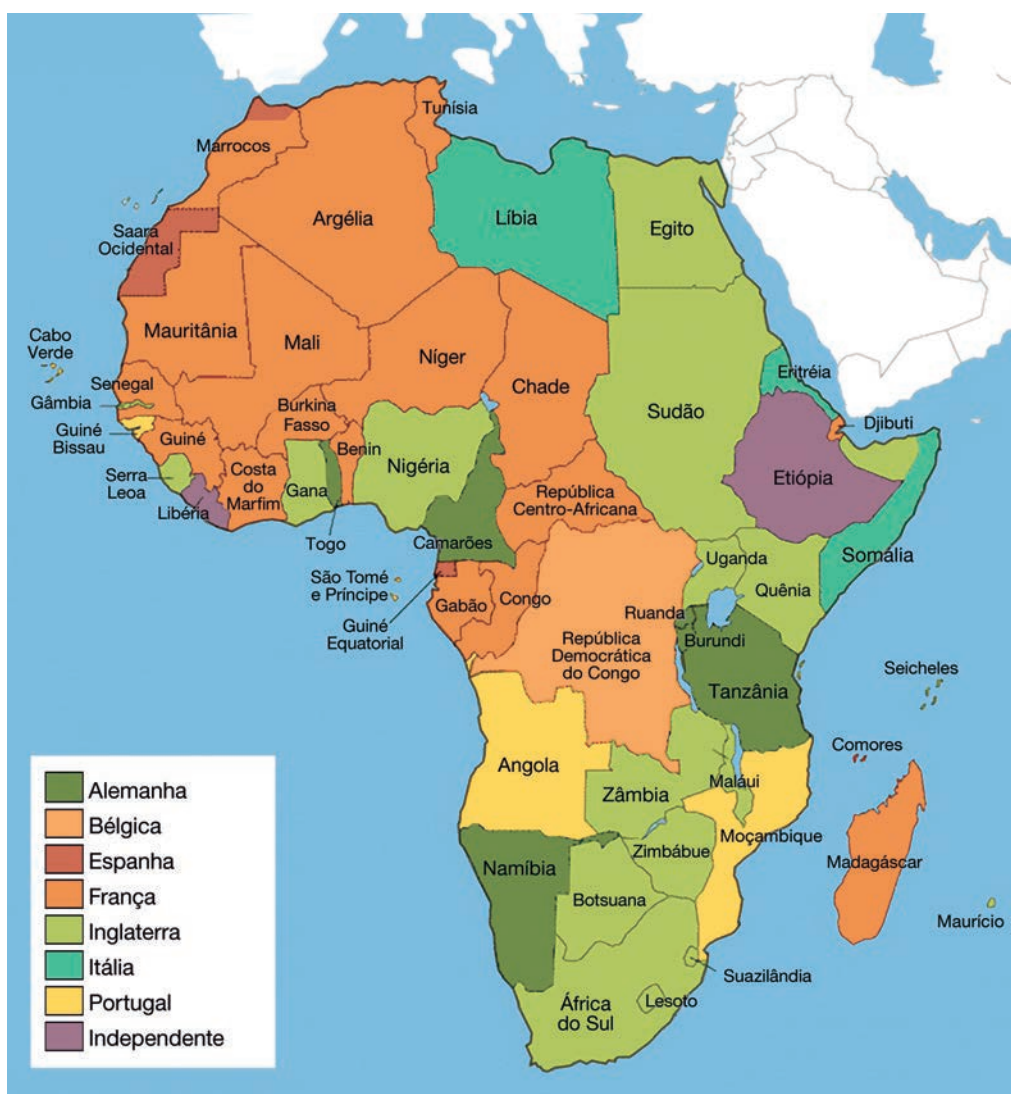 Tunísia
Marrocos
Argélia
Líbia
Egito
Saara
Ocidental
Mauritânia
Mali
Níger
Chade
Sudão
Eritréia
Cabo
Verde
Senegal
Gâmbia
Guiné
Bissau
Guiné
Burkina
Fasso
Benin
Nigéria
Djibuti
Etiópia
Serra
Leoa
Libéria
Costa
do
Marfim
Gana
Togo
Camarões
República
Centro-Africana
Somália
São Tomé
e Príncipe
Guiné
Equatorial
Gabão
Congo
República
Democrática
do Congo
Uganda
Quênia
Ruanda
Burundi
Tanzânia
Seicheles
Comores
Angola
Zâmbia
Maláui
Moçambique
Madagáscar
Maurício
Namíbia
Zimbábue
Botsuana
Suazilândia
África
do Sul
Lesoto
Alemanha
Bélgica
Espanha
França
Inglaterra
Itália
Portugal
Independente